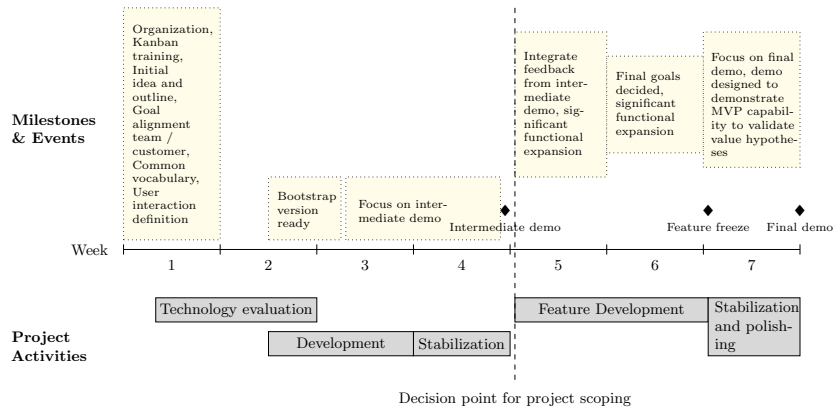 Organization,
Kanban
training,
Initial
idea and
outline,
Goal
alignment
team /
customer,
Common
vocabulary,
User
interaction
definition
Milestones
& Events
Bootstrap
version
ready
Focus on inter-
mediate demo
Integrate
feedback
from inter-
mediate
demo, sig-
nificant
functional
expansion
Final goals
decided,
significant
functional
expansion
Focus on final
demo, demo
designed to
demonstrate
MVP capabil-
ity to validate
value hypothe-
ses
Intermediate demo
Feature freeze
Final demo
Week
1 2 3 4 5 6 7
Technology evaluation
Feature Development
Stabilization
and polish-
ing
Project
Activities
Development
Stabilization
Decision point for project scoping